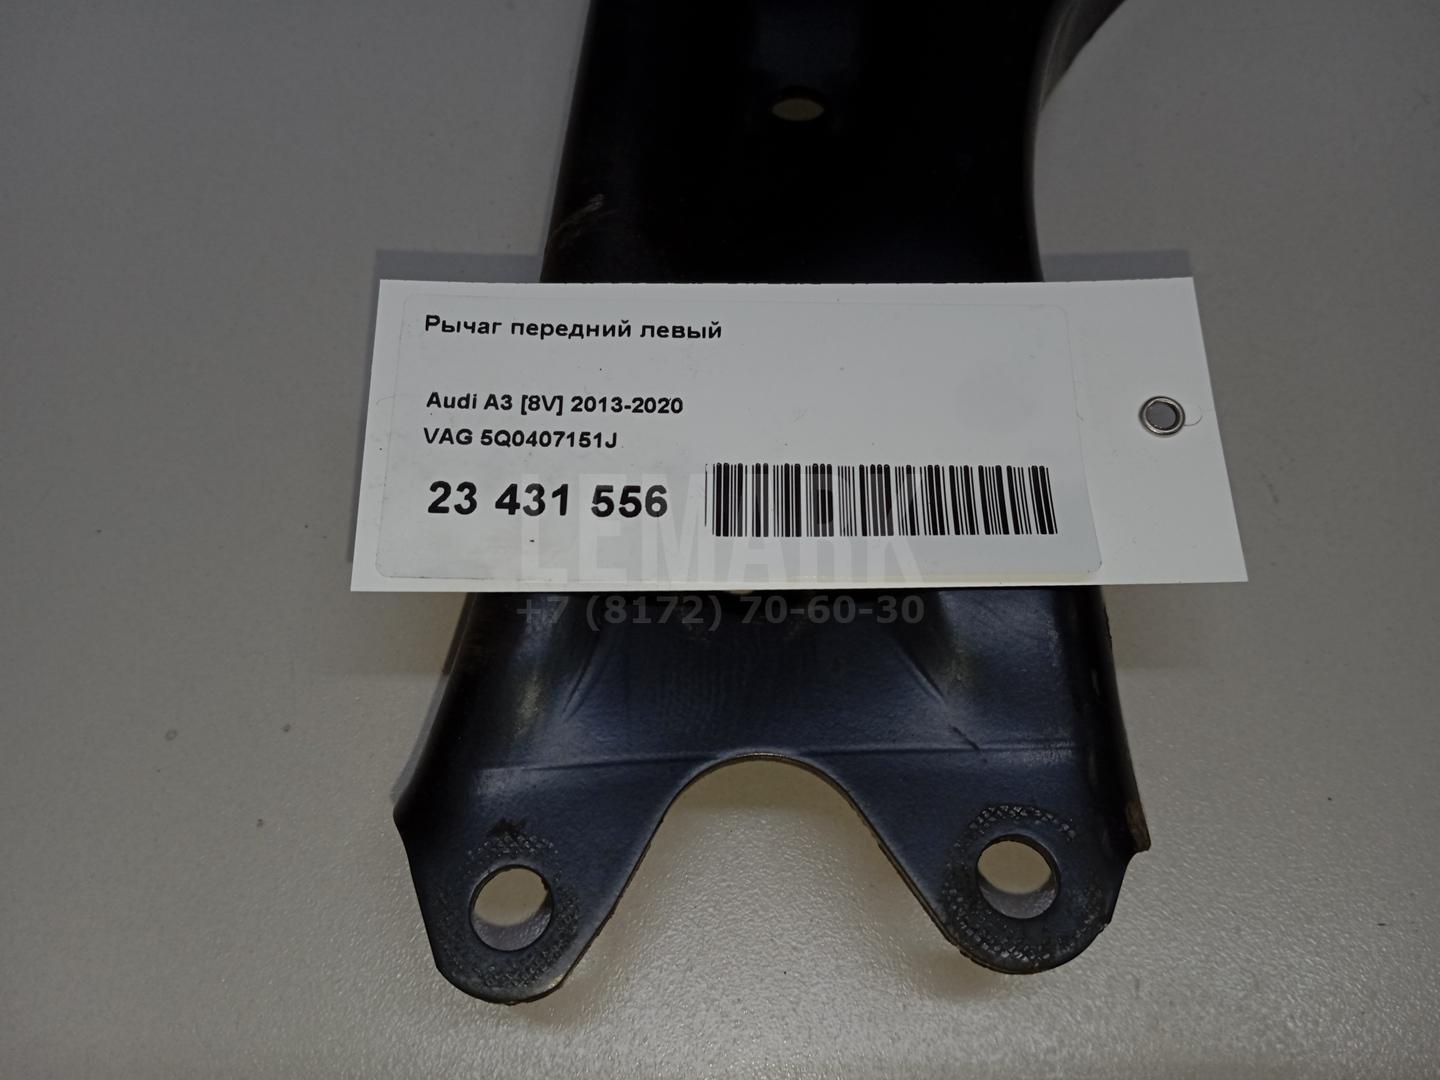 Рычаг передний левый
Audi A3 [8V] 2013-2020
VAG 5Q0407151J
23 431 556
LEMARK
+7 (8172) 70-60-30